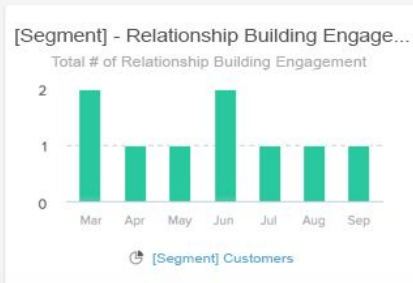 [Segment] - Relationship Building Engage...
Total # of Relationship Building Engagement
2
1
0
Mar Apr May Jun Jul Aug Sep
[Segment] Customers